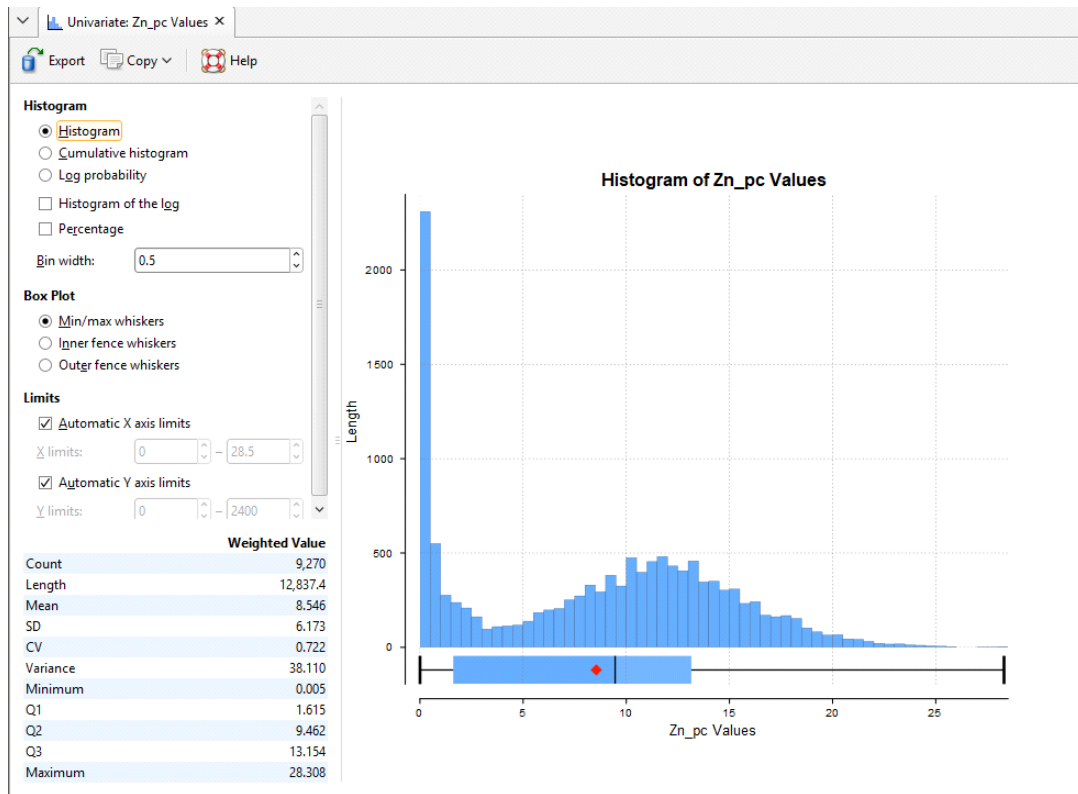 Univariate: Zn_pc Values ×
Export Copy Help
Histogram
Histogram
Cumulative histogram
Log probability
Histogram of the log
Percentage
Bin width: 0.5
Box Plot
Min/max whiskers
Inner fence whiskers
Outer fence whiskers
Limits
Automatic X axis limits
X limits: 0 – 28.5
Automatic Y axis limits
Y limits: 0 – 2400
Weighted Value
Count 9,270
Length 12,837.4
Mean 8.546
SD 6.173
CV 0.722
Variance 38.110
Minimum 0.005
Q1 1.615
Q2 9.462
Q3 13.154
Maximum 28.308
Histogram of Zn_pc Values
Length
2000
1500
1000
500
0
0 5 10 15 20 25
Zn_pc Values